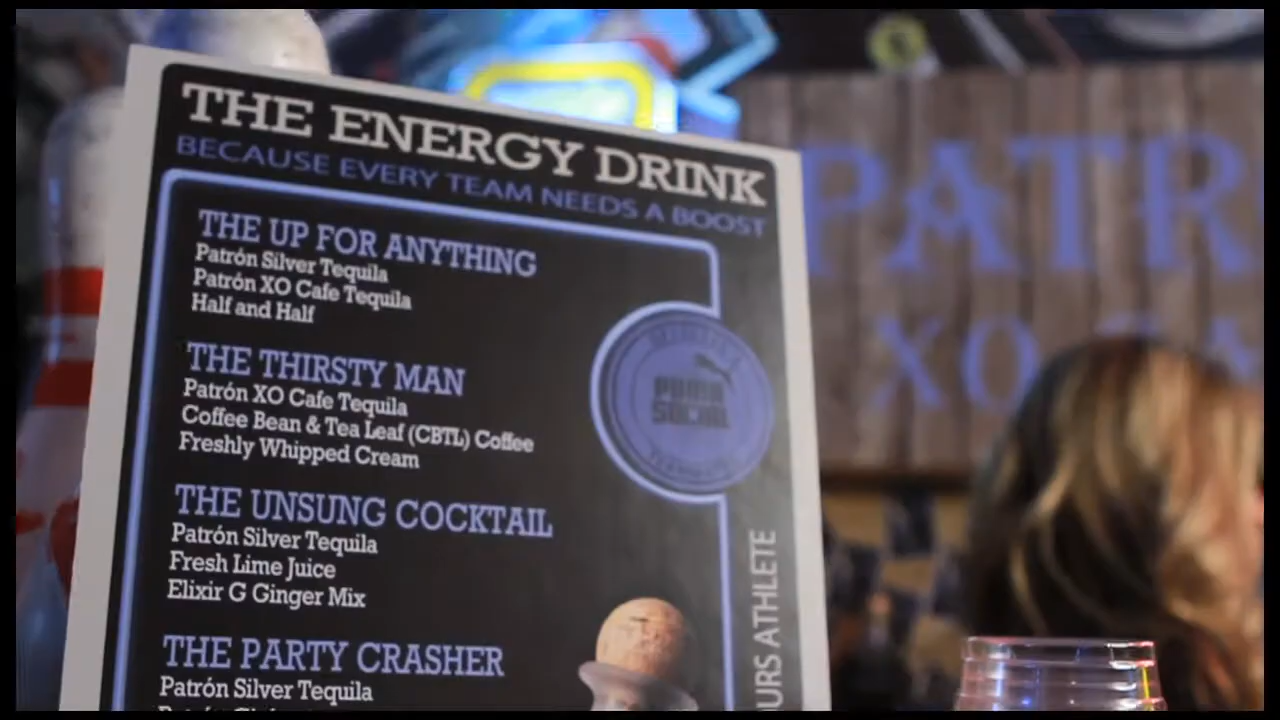 THE ENERGY DRINK
BECAUSE EVERY TEAM NEEDS A BOOST
THE UP FOR ANYTHING
Patrón Silver Tequila
Patrón XO Cafe Tequila
Half and Half
THE THIRSTY MAN
Patrón XO Cafe Tequila
Coffee Bean & Tea Leaf (CBTL) Coffee
Freshly Whipped Cream
THE UNSUNG COCKTAIL
Patrón Silver Tequila
Fresh Lime Juice
Elixir G Ginger Mix
THE PARTY CRASHER
Patrón Silver Tequila
PUMA
SOCIAL
OURS ATHLETE
PATR
XO